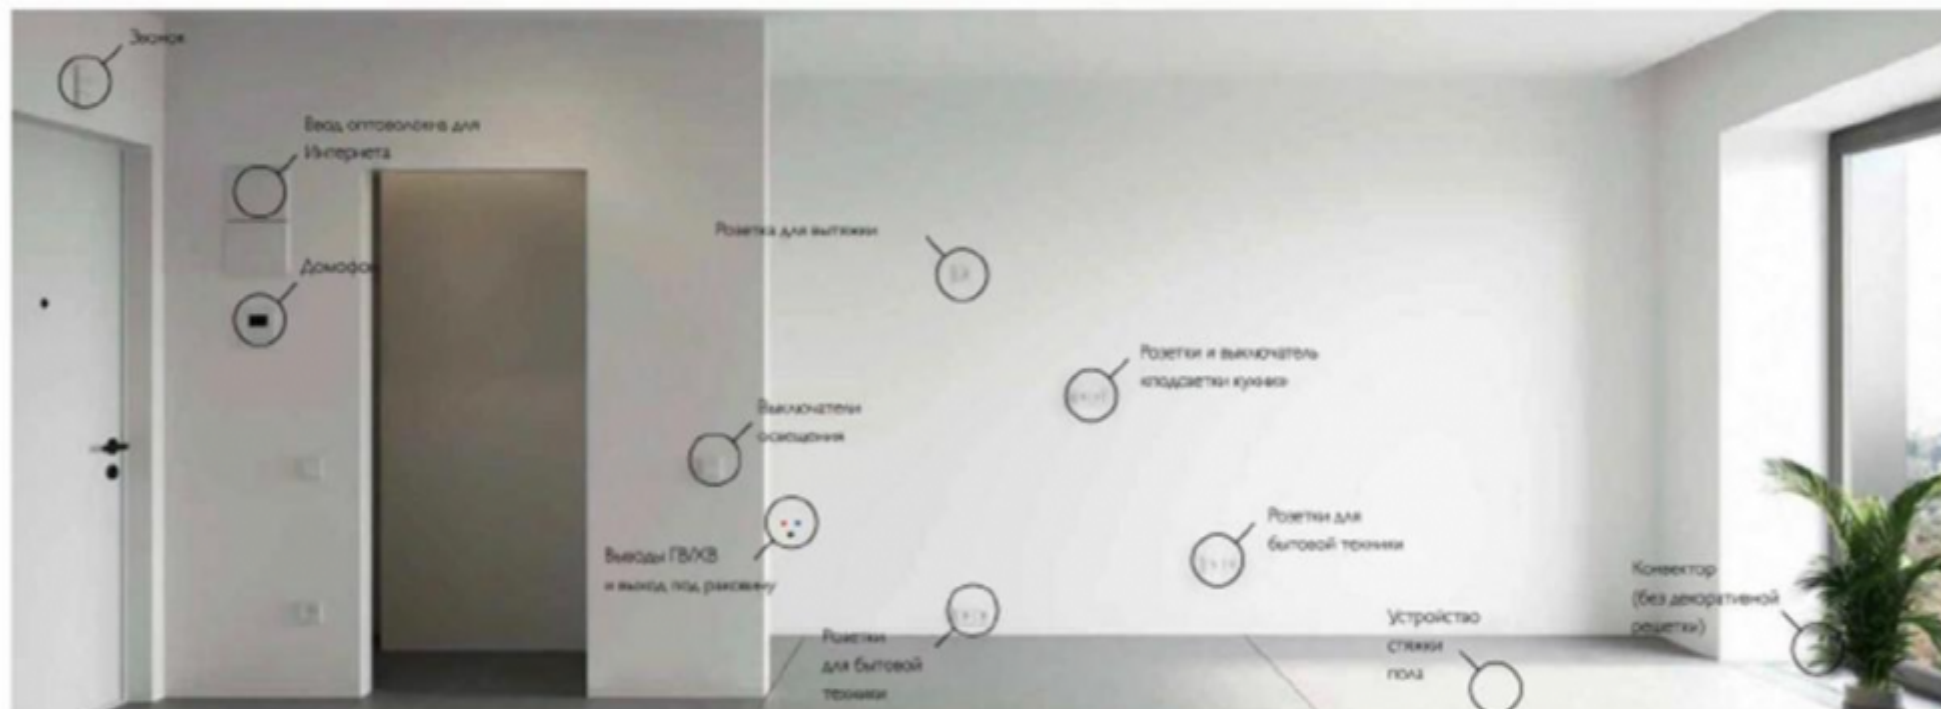 Звонок
Ввод оптоволокна для
Интернета
Домофон
Розетка для вытяжки
Розетки и выключатель
«подсветки кухни»
Выключатели
освещения
Выводы ГВ/ХВ
и выход под раковину
Розетки для
бытовой техники
Розетки
для бытовой
техники
Устройство
стяжки
пола
Конвектор
(без декоративной
решетки)